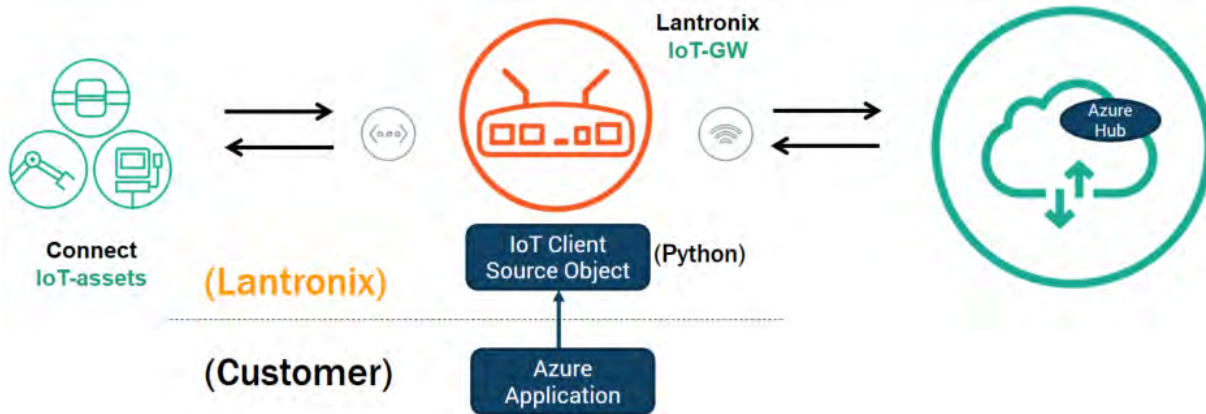 Lantronix
IoT-GW
Azure
Hub
Connect
IoT-assets
IoT Client
Source Object
(Python)
(Lantronix)
(Customer)
Azure
Application